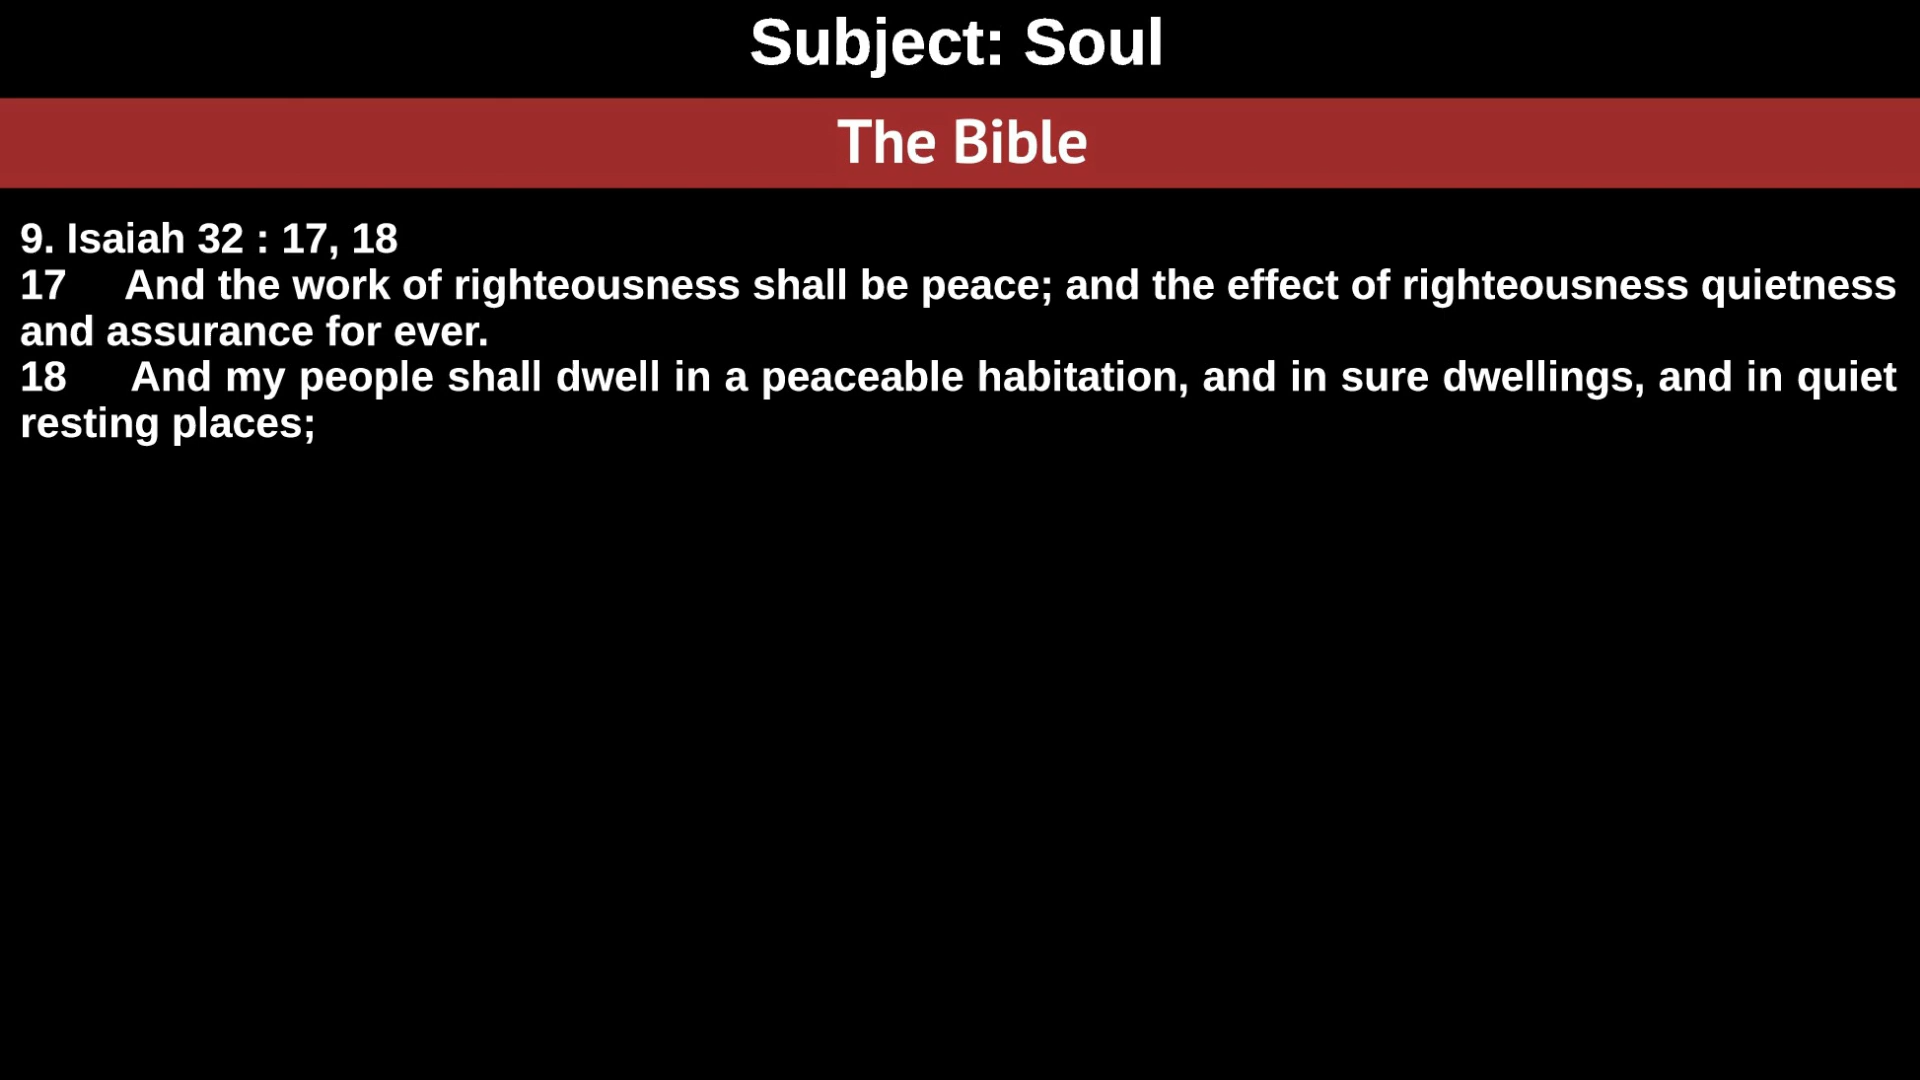 Subject: Soul
The Bible
9. Isaiah 32 : 17, 18
17 And the work of righteousness shall be peace; and the effect of righteousness quietness
and assurance for ever.
18 And my people shall dwell in a peaceable habitation, and in sure dwellings, and in quiet
resting places;